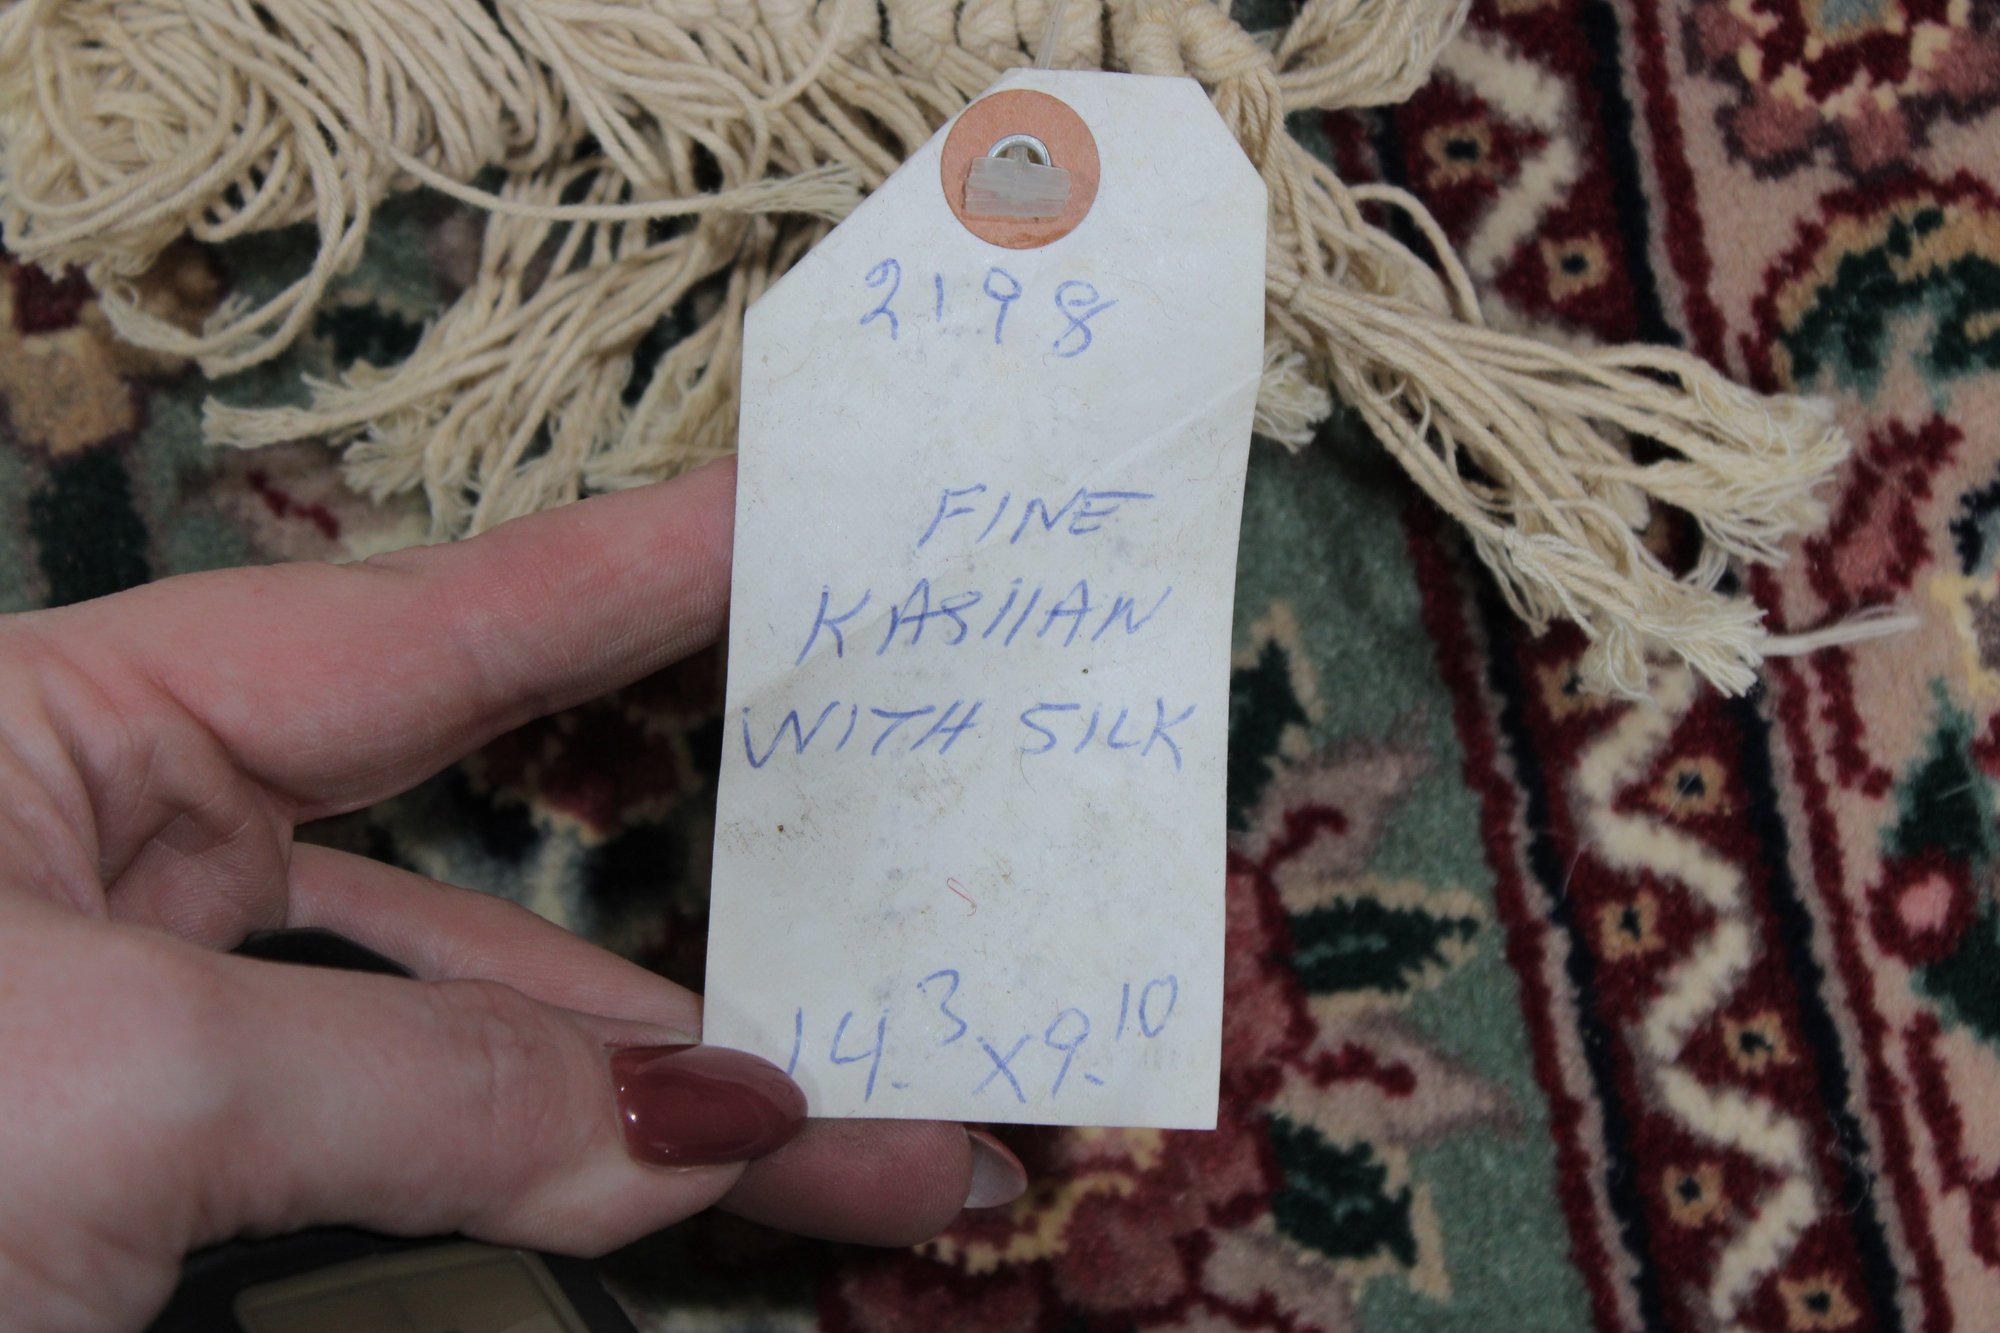 2198
FINE
KASHAN
WITH SILK
14.3 x 9.10